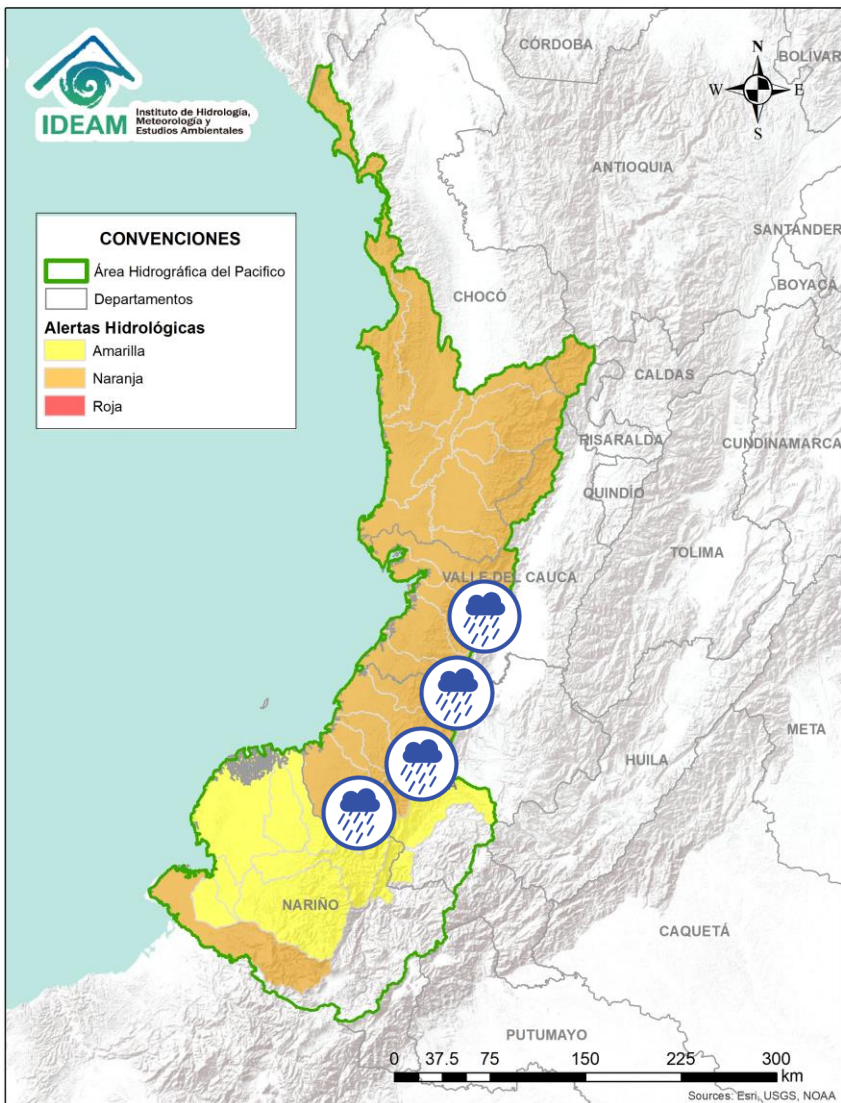 IDEAM
Instituto de Hidrología,
Meteorología y
Estudios Ambientales
CÓRDOBA
BOLÍVAR
N
W
E
S
ANTIOQUIA
SANTANDER
BOYACÁ
CONVENCIONES
Área Hidrográfica del Pacifico
Departamentos
Alertas Hidrológicas
Amarilla
Naranja
Roja
CHOCÓ
CALDAS
RISARALDA
CUNDINAMARCA
QUINDÍO
TOLIMA
VALLE DEL CAUCA
META
HUILA
NARIÑO
CAQUETÁ
PUTUMAYO
0 37.5 75 150 225 300
km
Sources: Esri, USGS, NOAA